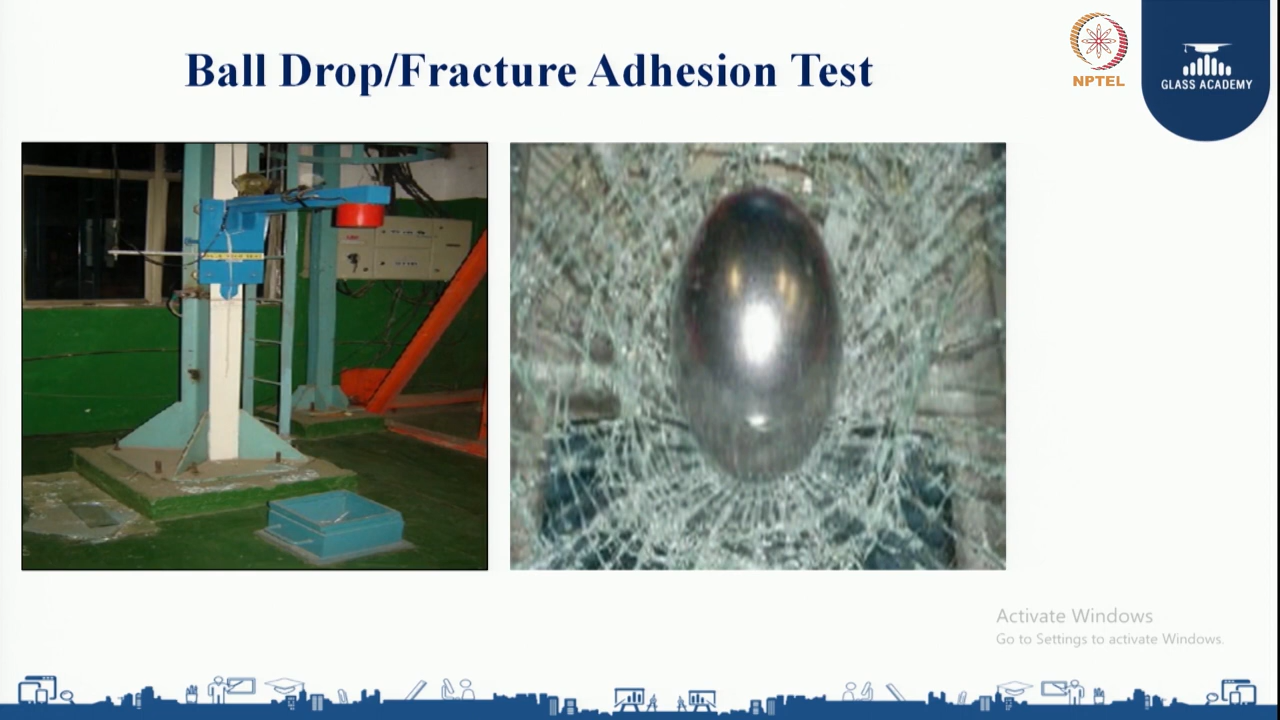 Ball Drop/Fracture Adhesion Test
NPTEL
GLASS ACADEMY
Activate Windows
Go to Settings to activate Windows.